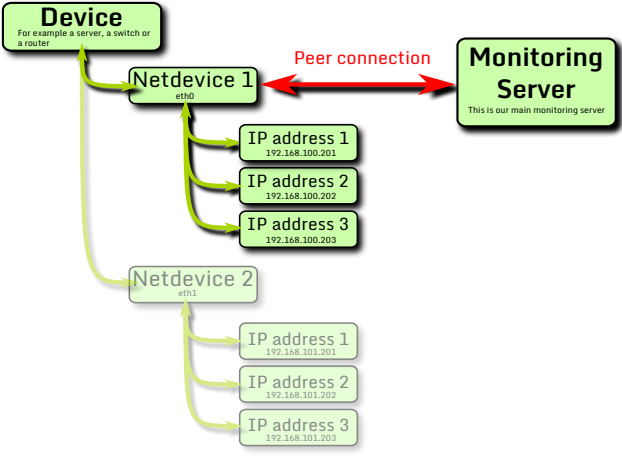 Device
For example a server, a switch or
a router
Peer connection
Monitoring
Server
This is our main monitoring server
Netdevice 1
eth0
IP address 1
192.168.100.201
IP address 2
192.168.100.202
IP address 3
192.168.100.203
Netdevice 2
eth1
IP address 1
192.168.101.201
IP address 2
192.168.101.202
IP address 3
192.168.101.203